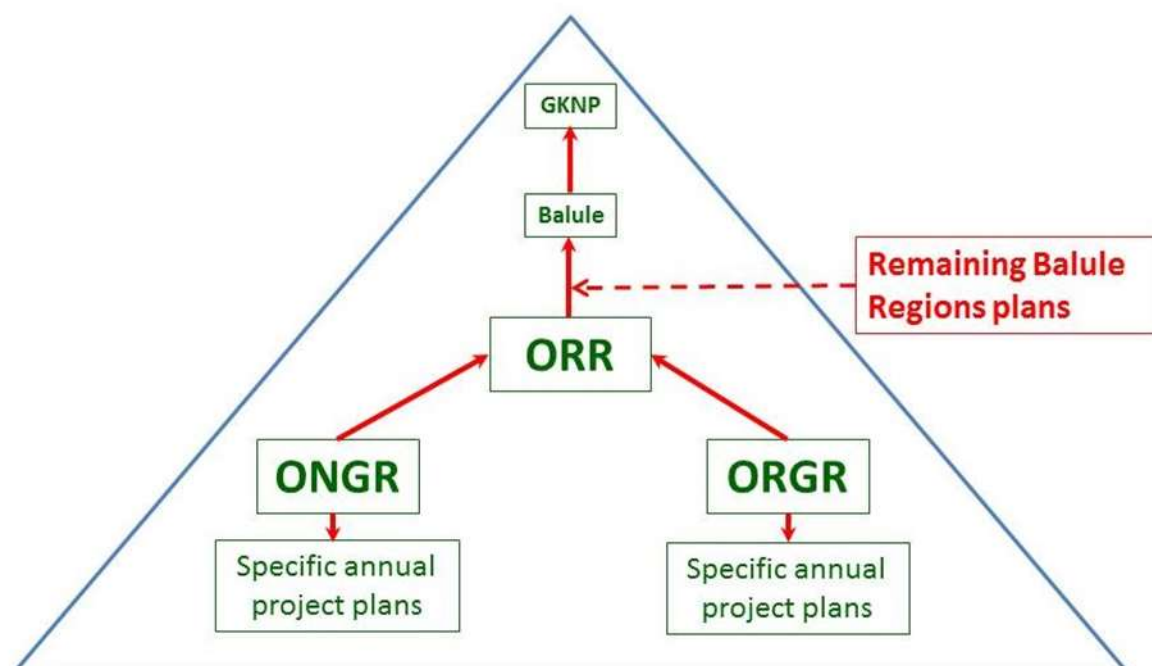 GKNP
Balule
Remaining Balule
Regions plans
ORR
ONGR
ORGR
Specific annual
project plans
Specific annual
project plans